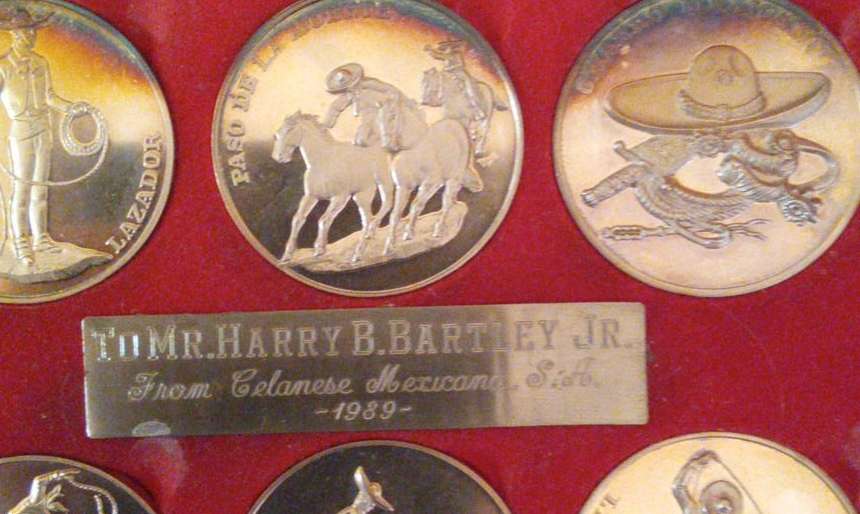 LAZADOR
PASO DE LA
TO MR. HARRY B. BARTLEY JR.
From Celanese Mexicana, S.A.
-1989-